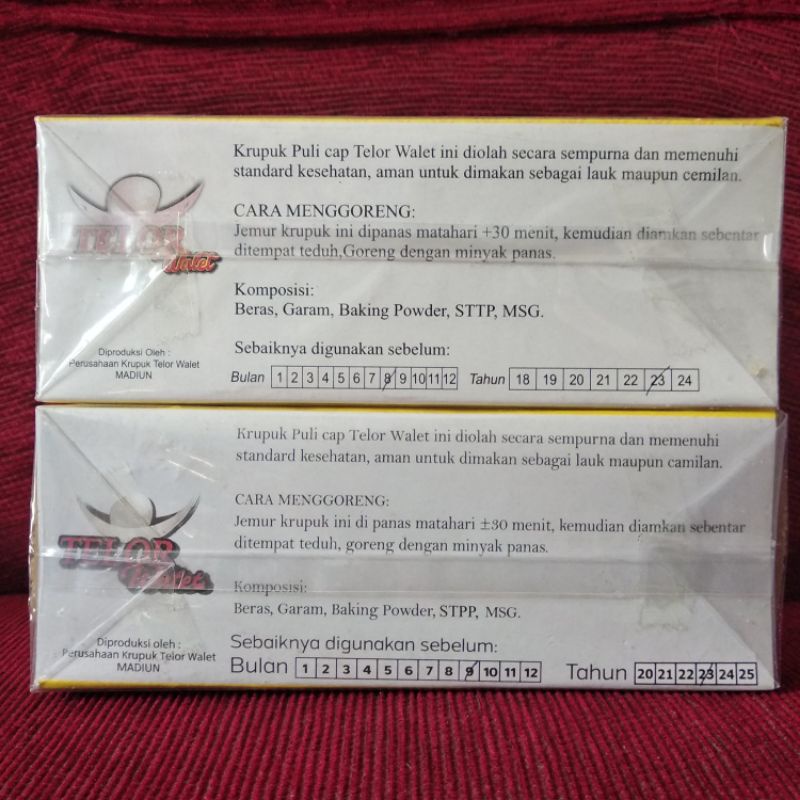 Krupuk Puli cap Telor Walet ini diolah secara sempurna dan memenuhi
standard kesehatan, aman untuk dimakan sebagai lauk maupun cemilan.
TELOR
Walet
CARA MENGGORENG:
Jemur krupuk ini dipanas matahari +30 menit, kemudian diamkan sebentar
ditempat teduh,Goreng dengan minyak panas.
Komposisi:
Beras, Garam, Baking Powder, STTP, MSG.
Diproduksi Oleh :
Perusahaan Krupuk Telor Walet
MADIUN
Sebaiknya digunakan sebelum:
Bulan 1 2 3 4 5 6 7 8 9 10 11 12 Tahun 18 19 20 21 22 23 24
Krupuk Puli cap Telor Walet ini diolah secara sempurna dan memenuhi
standard kesehatan, aman untuk dimakan sebagai lauk maupun camilan.
TELOR
Walet
CARA MENGGORENG:
Jemur krupuk ini di panas matahari ±30 menit, kemudian diamkan sebentar
ditempat teduh, goreng dengan minyak panas.
Komposisi:
Beras, Garam, Baking Powder, STPP, MSG.
Diproduksi oleh :
Perusahaan Krupuk Telor Walet
MADIUN
Sebaiknya digunakan sebelum:
Bulan 1 2 3 4 5 6 7 8 9 10 11 12 Tahun 20 21 22 23 24 25